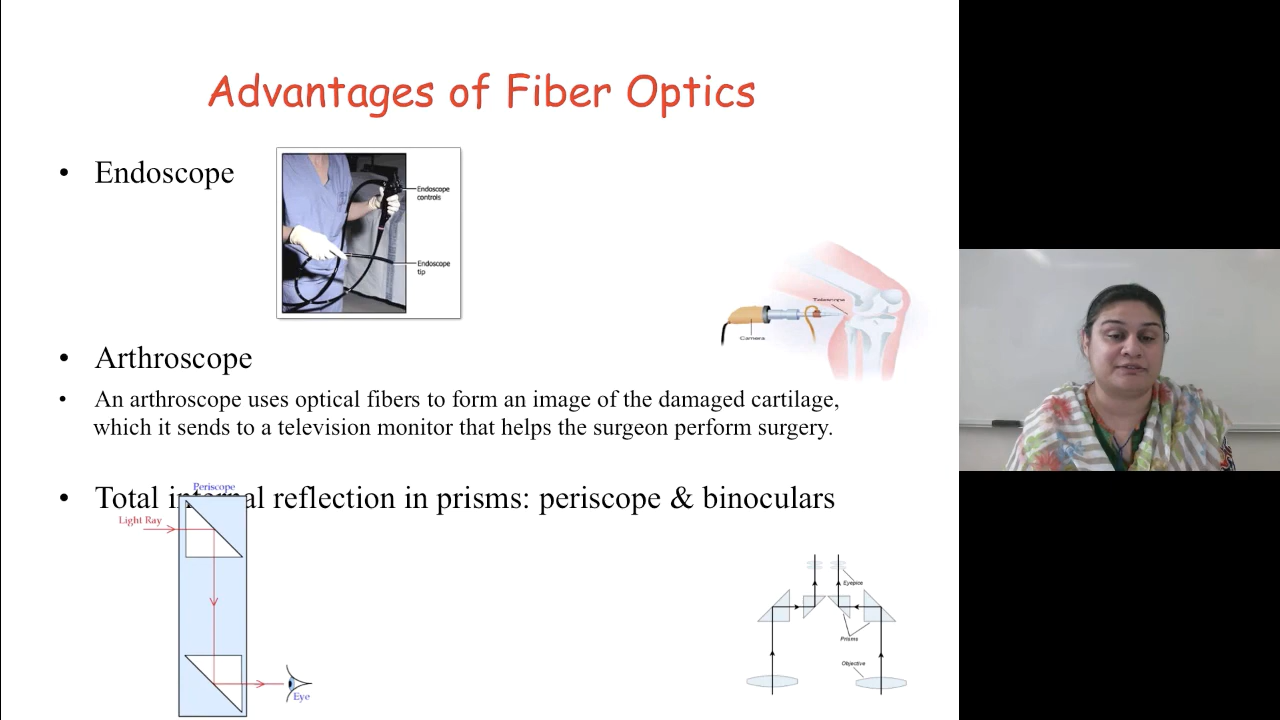 Advantages of Fiber Optics
• Endoscope
Endoscope
controls
Endoscope
tip
Telescope
Camera
• Arthroscope
• An arthroscope uses optical fibers to form an image of the damaged cartilage,
which it sends to a television monitor that helps the surgeon perform surgery.
• Total internal reflection in prisms: periscope & binoculars
Periscope
Light Ray
Eye
Eyepice
Prisms
Objective